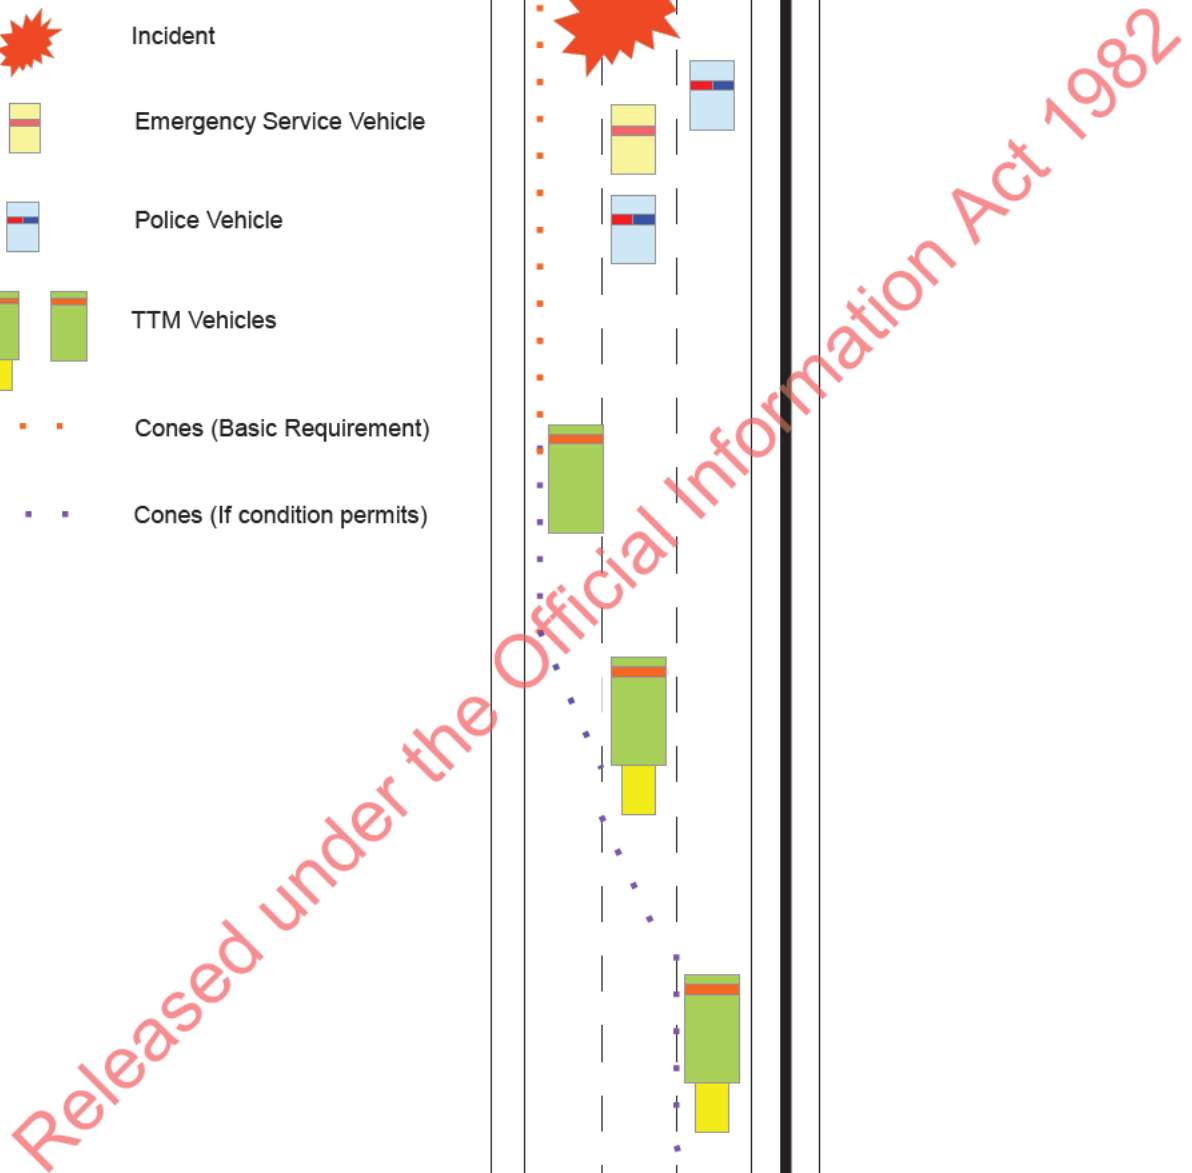 Incident
Emergency Service Vehicle
Police Vehicle
TTM Vehicles
Cones (Basic Requirement)
Cones (If condition permits)
Released under the Official Information Act 1982